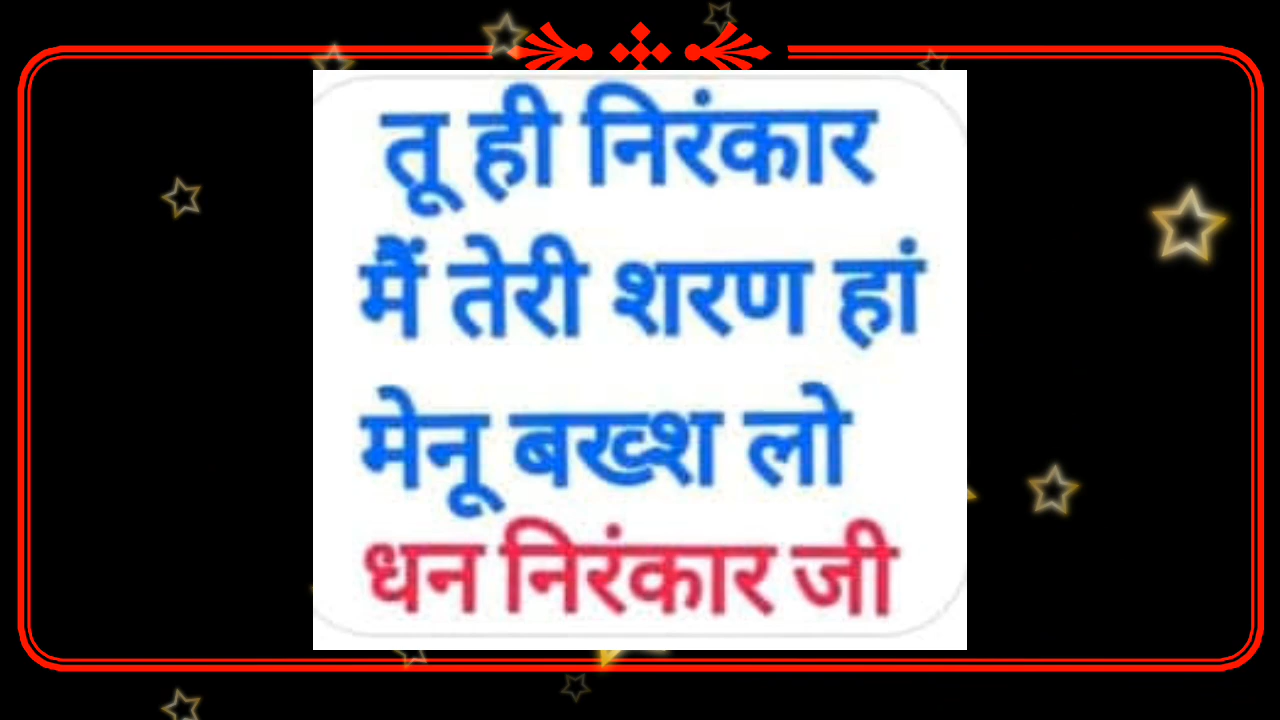 तू ही निरंकार
मैं तेरी शरण हां
मेनू बख्श लो
धन निरंकार जी